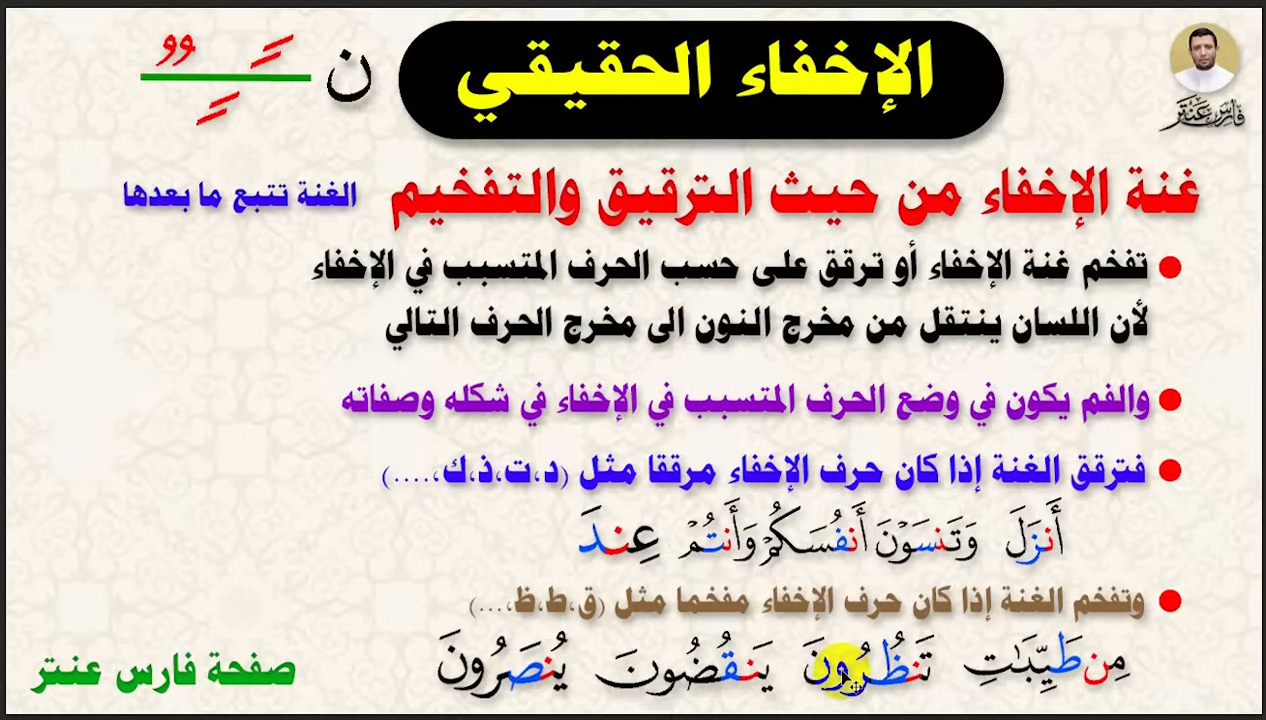 الإخفاء الحقيقي
ن
ـًـ ـٍـ ـٌـ
فارس عنتر
غنة الإخفاء من حيث الترقيق والتفخيم
الغنة تتبع ما بعدها
تفخم غنة الإخفاء أو ترقق على حسب الحرف المتسبب في الإخفاء
لأن اللسان ينتقل من مخرج النون الى مخرج الحرف التالي
والفم يكون في وضع الحرف المتسبب في الإخفاء في شكله وصفاته
فترقق الغنة إذا كان حرف الإخفاء مرققا مثل (د،ت،ذ،ك،....)
أَنزَلَ وَتَنسَوۡنَ أَنفُسَكُمۡ وَأَنتُمۡ عِندَ
وتفخم الغنة إذا كان حرف الإخفاء مفخما مثل (ق،ط،ظ،...)
مِن طَيِّبَٰتِ تَنظُرُونَ يَنقُضُونَ يُنصَرُونَ
صفحة فارس عنتر